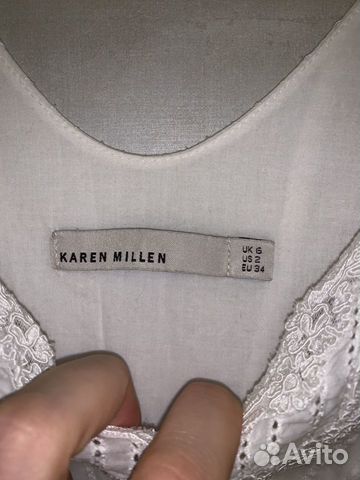 KAREN MILLEN
UK 6
US 2
EU 34
Avito